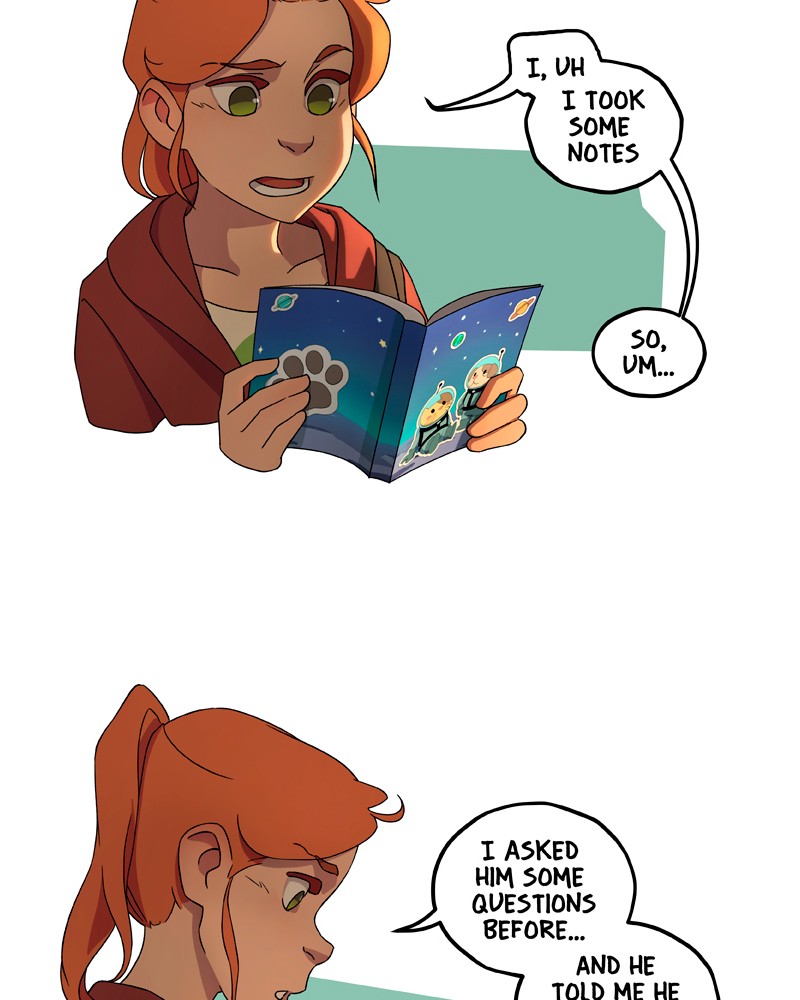 I, UH
I TOOK
SOME
NOTES
SO,
UM...
I ASKED
HIM SOME
QUESTIONS
BEFORE...
AND HE
TOLD ME HE